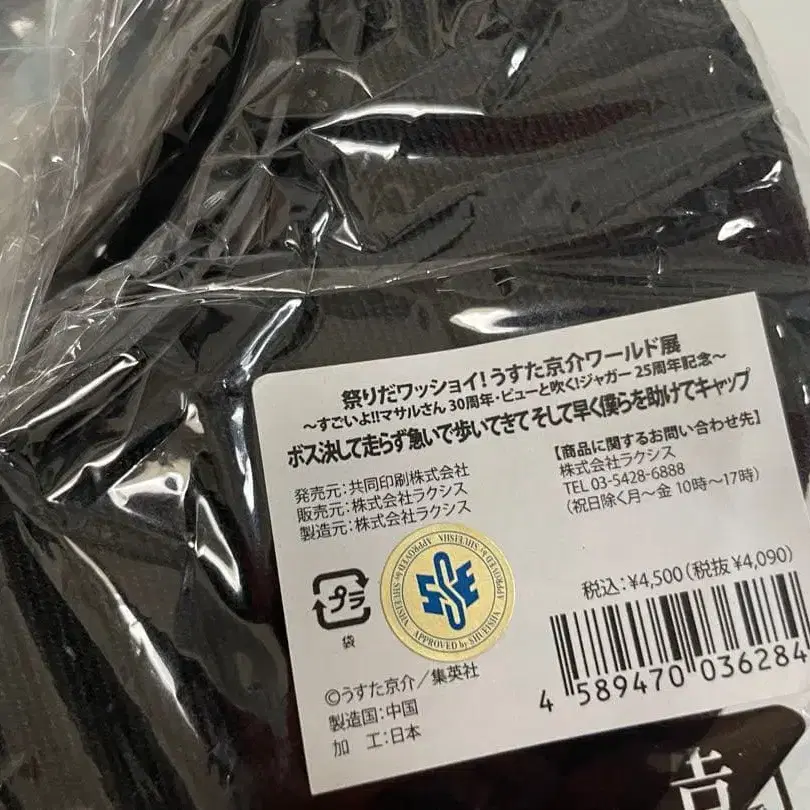 祭りだワッショイ!うすた京介ワールド展
〜すごいよ!!マサルさん 30周年・ピューと吹く!ジャガー 25周年記念〜
ボス決して走らず急いで歩いてきて そして早く僕らを助けてキャップ
発売元:共同印刷株式会社
販売元:株式会社ラクシス
製造元:株式会社ラクシス
【商品に関するお問い合わせ先】
株式会社ラクシス
TEL 03-5428-6888
(祝日除く月〜金 10時〜17時)
税込:¥4,500(税抜 ¥4,090)
プラ
袋
APPROVED by SHUEISHA
APPROVED by SHUEISHA
APPROVED by SHUEISHA
©うすた京介/集英社
製造国:中国
加 工:日本
4 589470 036284